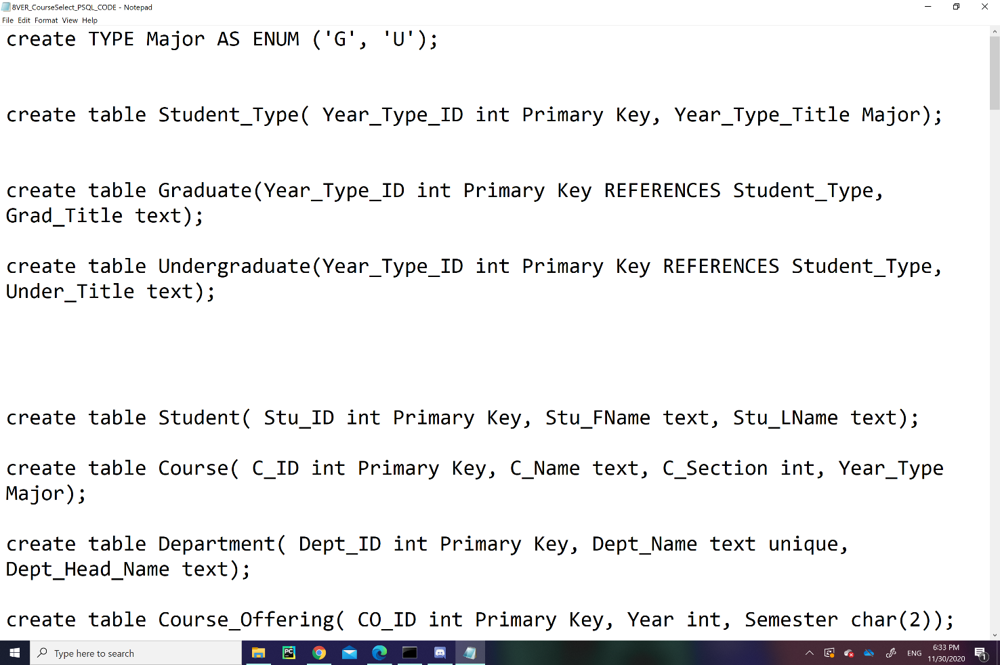 8VER_CourseSelect_PSQL_CODE - Notepad
File Edit Format View Help
create TYPE Major AS ENUM ('G', 'U');
create table Student_Type( Year_Type_ID int Primary Key, Year_Type_Title Major);
create table Graduate(Year_Type_ID int Primary Key REFERENCES Student_Type,
Grad_Title text);
create table Undergraduate(Year_Type_ID int Primary Key REFERENCES Student_Type,
Under_Title text);
create table Student( Stu_ID int Primary Key, Stu_FName text, Stu_LName text);
create table Course( C_ID int Primary Key, C_Name text, C_Section int, Year_Type
Major);
create table Department( Dept_ID int Primary Key, Dept_Name text unique,
Dept_Head_Name text);
create table Course_Offering( CO_ID int Primary Key, Year int, Semester char(2));
Type here to search
PC
ENG
6:33 PM
11/30/2020
1